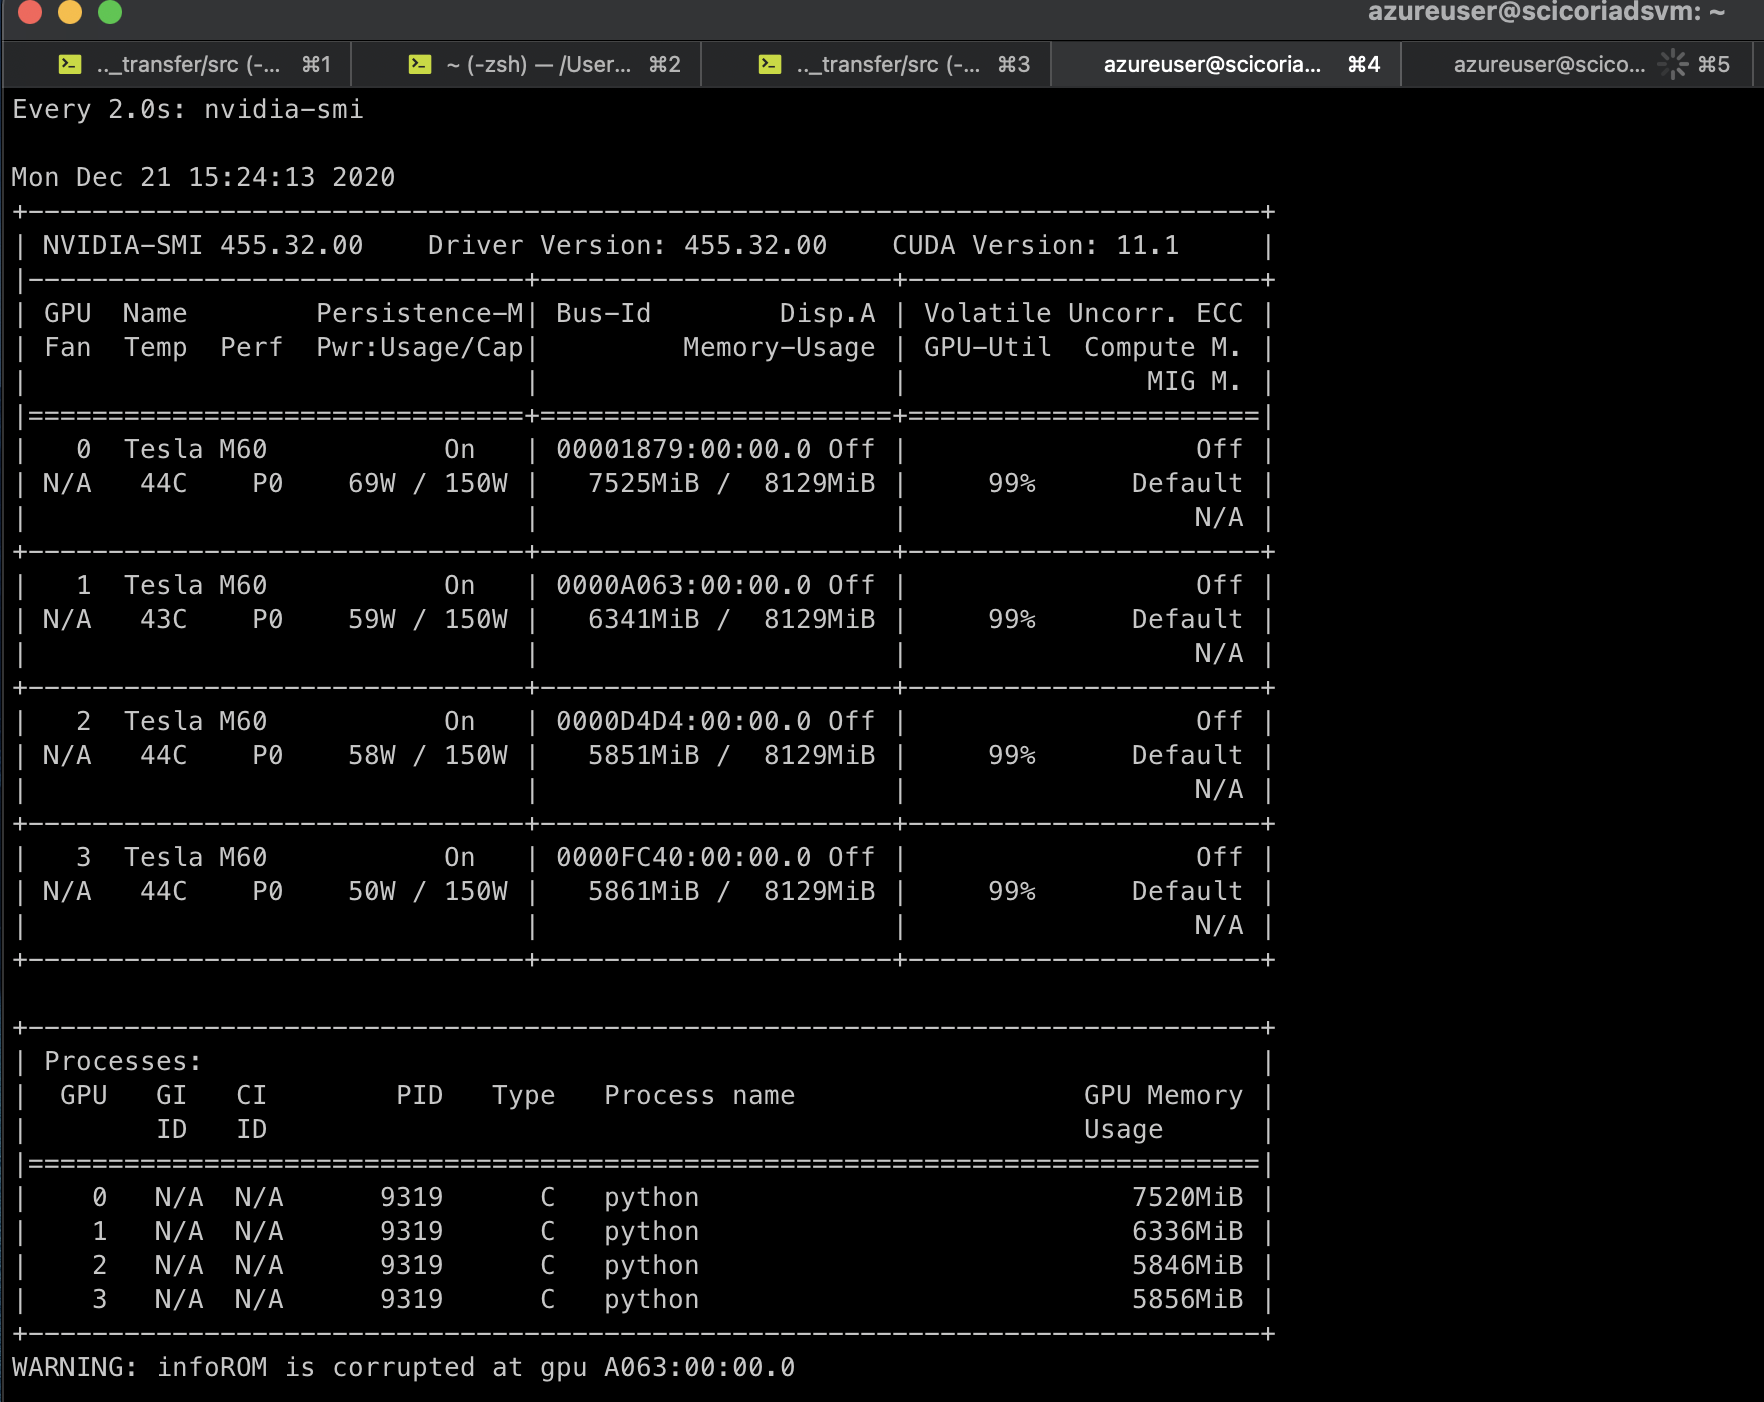 azureuser@scicoriadsvm: ~
.._transfer/src (-... ⌘1 ~ (-zsh) — /User... ⌘2 .._transfer/src (-... ⌘3 azureuser@scicoria... ⌘4 azureuser@scico... ⌘5
Every 2.0s: nvidia-smi
Mon Dec 21 15:24:13 2020
+-----------------------------------------------------------------------------+
| NVIDIA-SMI 455.32.00    Driver Version: 455.32.00    CUDA Version: 11.1     |
|-------------------------------+----------------------+----------------------+
| GPU  Name        Persistence-M| Bus-Id        Disp.A | Volatile Uncorr. ECC |
| Fan  Temp  Perf  Pwr:Usage/Cap|         Memory-Usage | GPU-Util  Compute M. |
|                               |                      |               MIG M. |
|===============================+======================+======================|
|   0  Tesla M60           On   | 00001879:00:00.0 Off |                  Off |
| N/A   44C    P0    69W / 150W |   7525MiB /  8129MiB |     99%      Default |
|                               |                      |                  N/A |
+-------------------------------+----------------------+----------------------+
|   1  Tesla M60           On   | 0000A063:00:00.0 Off |                  Off |
| N/A   43C    P0    59W / 150W |   6341MiB /  8129MiB |     99%      Default |
|                               |                      |                  N/A |
+-------------------------------+----------------------+----------------------+
|   2  Tesla M60           On   | 0000D4D4:00:00.0 Off |                  Off |
| N/A   44C    P0    58W / 150W |   5851MiB /  8129MiB |     99%      Default |
|                               |                      |                  N/A |
+-------------------------------+----------------------+----------------------+
|   3  Tesla M60           On   | 0000FC40:00:00.0 Off |                  Off |
| N/A   44C    P0    50W / 150W |   5861MiB /  8129MiB |     99%      Default |
|                               |                      |                  N/A |
+-------------------------------+----------------------+----------------------+
+-----------------------------------------------------------------------------+
| Processes:                                                                  |
|  GPU   GI   CI        PID   Type   Process name                  GPU Memory |
|        ID   ID                                                   Usage      |
|=============================================================================|
|    0   N/A  N/A      9319      C   python                           7520MiB |
|    1   N/A  N/A      9319      C   python                           6336MiB |
|    2   N/A  N/A      9319      C   python                           5846MiB |
|    3   N/A  N/A      9319      C   python                           5856MiB |
+-----------------------------------------------------------------------------+
WARNING: infoROM is corrupted at gpu A063:00:00.0